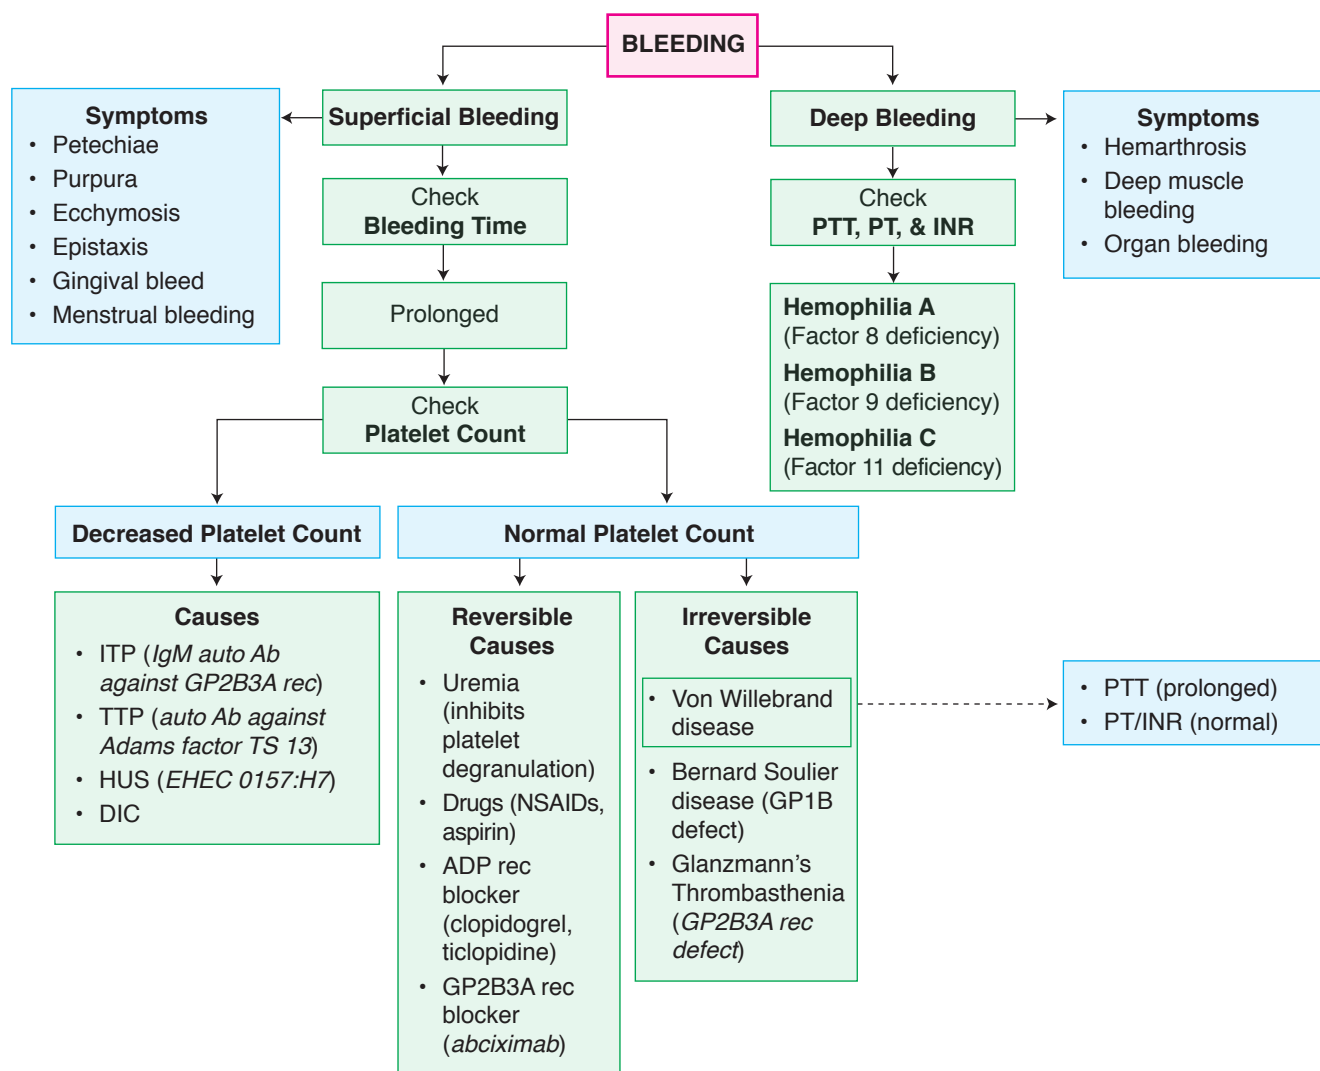 BLEEDING
Superficial Bleeding
Symptoms
• Petechiae
• Purpura
• Ecchymosis
• Epistaxis
• Gingival bleed
• Menstrual bleeding
Check
Bleeding Time
Prolonged
Check
Platelet Count
Deep Bleeding
Symptoms
• Hemarthrosis
• Deep muscle
bleeding
• Organ bleeding
Check
PTT, PT, & INR
Hemophilia A
(Factor 8 deficiency)
Hemophilia B
(Factor 9 deficiency)
Hemophilia C
(Factor 11 deficiency)
Decreased Platelet Count
Causes
• ITP (IgM auto Ab
against GP2B3A rec)
• TTP (auto Ab against
Adams factor TS 13)
• HUS (EHEC 0157:H7)
• DIC
Normal Platelet Count
Reversible
Causes
• Uremia
(inhibits
platelet
degranulation)
• Drugs (NSAIDs,
aspirin)
• ADP rec
blocker
(clopidogrel,
ticlopidine)
• GP2B3A rec
blocker
(abciximab)
Irreversible
Causes
• Von Willebrand
disease
• Bernard Soulier
disease (GP1B
defect)
• Glanzmann’s
Thrombasthenia
(GP2B3A rec
defect)
• PTT (prolonged)
• PT/INR (normal)